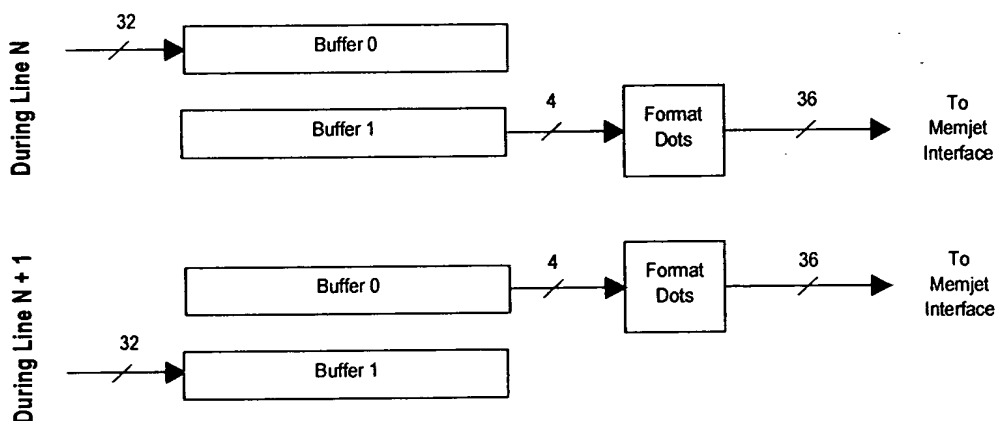 During Line N
32
Buffer 0
Buffer 1
4
Format
Dots
36
To
Memjet
Interface
During Line N + 1
Buffer 0
4
Format
Dots
36
To
Memjet
Interface
32
Buffer 1